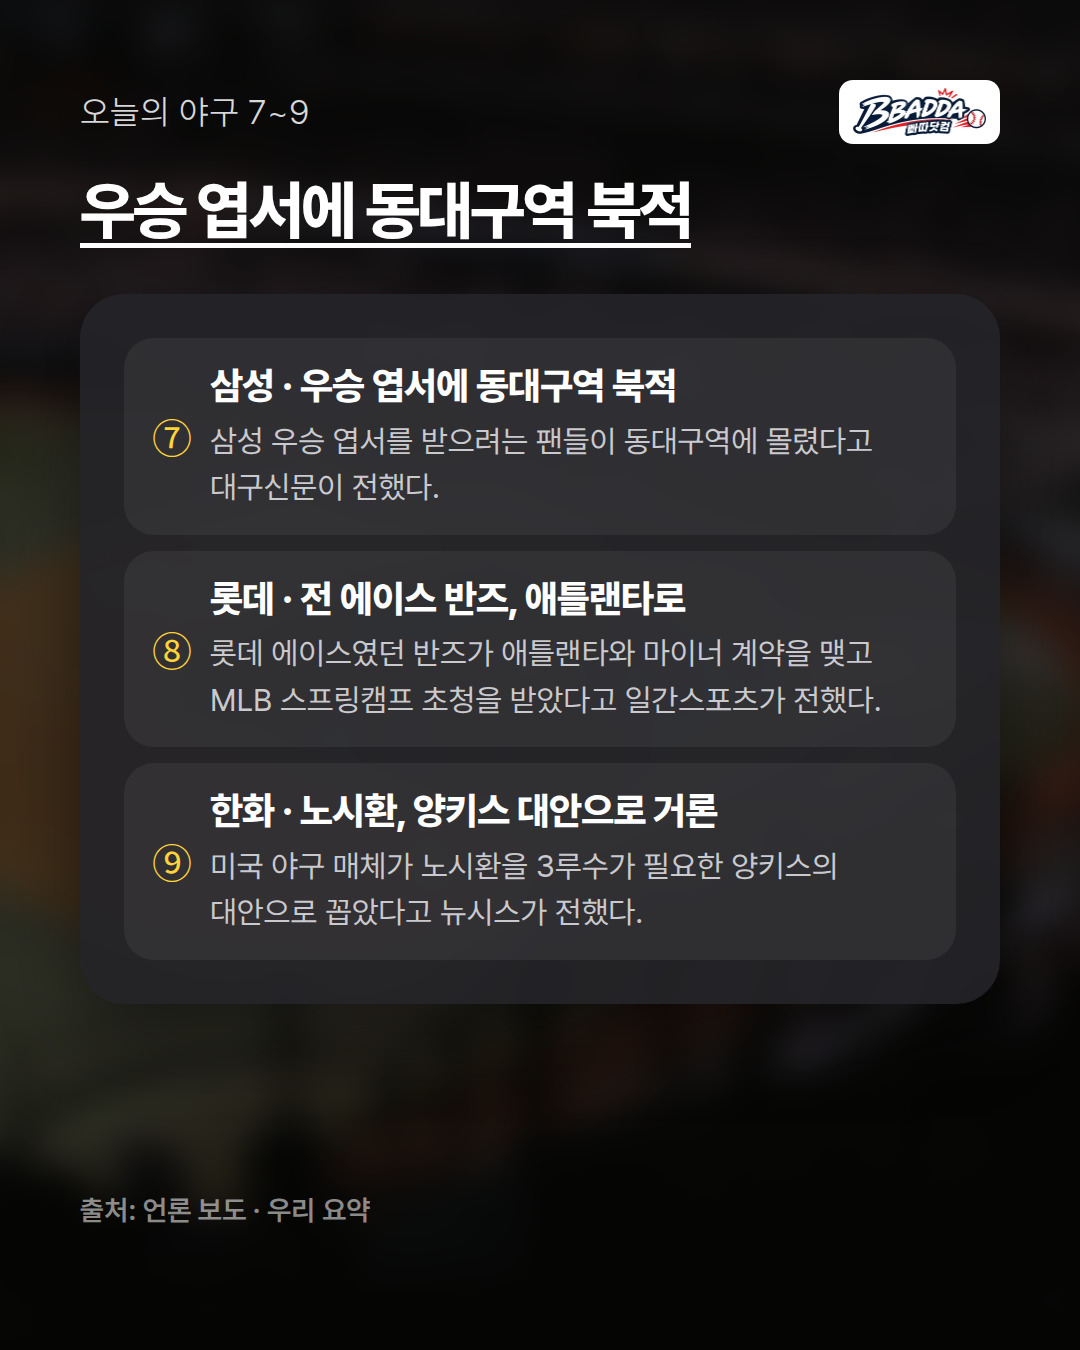 오늘의 야구 7~9
BBADDA
빠따닷컴
우승 엽서에 동대구역 북적
삼성 · 우승 엽서에 동대구역 북적
⑦ 삼성 우승 엽서를 받으려는 팬들이 동대구역에 몰렸다고
대구신문이 전했다.
롯데 · 전 에이스 반즈, 애틀랜타로
⑧ 롯데 에이스였던 반즈가 애틀랜타와 마이너 계약을 맺고
MLB 스프링캠프 초청을 받았다고 일간스포츠가 전했다.
한화 · 노시환, 양키스 대안으로 거론
⑨ 미국 야구 매체가 노시환을 3루수가 필요한 양키스의
대안으로 꼽았다고 뉴시스가 전했다.
출처: 언론 보도 · 우리 요약